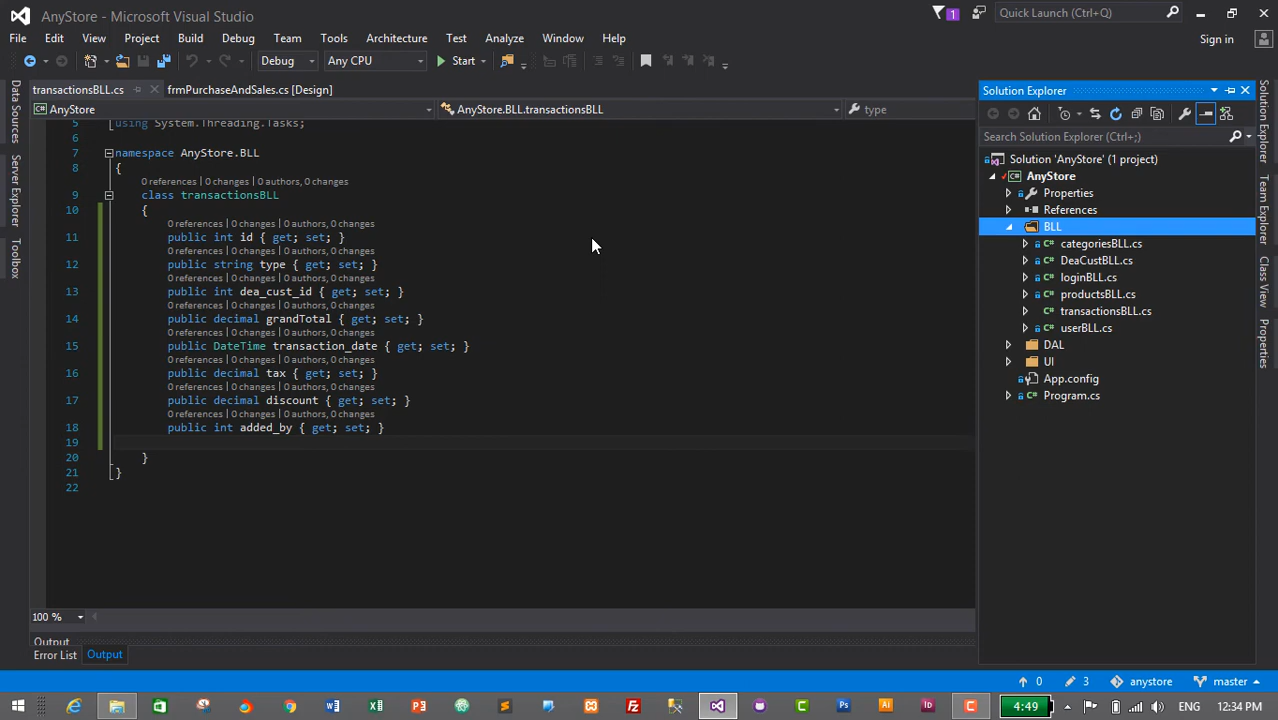 AnyStore - Microsoft Visual Studio
1
Quick Launch (Ctrl+Q)
File Edit View Project Build Debug Team Tools Architecture Test Analyze Window Help
Sign in
Debug Any CPU Start
transactionsBLL.cs frmPurchaseAndSales.cs [Design]
AnyStore AnyStore.BLL.transactionsBLL type
Data Sources
Server Explorer
Toolbox
5 using System.Threading.Tasks;
6
7 namespace AnyStore.BLL
8 {
0 references | 0 changes | 0 authors, 0 changes
9 class transactionsBLL
10 {
0 references | 0 changes | 0 authors, 0 changes
11 public int id { get; set; }
0 references | 0 changes | 0 authors, 0 changes
12 public string type { get; set; }
0 references | 0 changes | 0 authors, 0 changes
13 public int dea_cust_id { get; set; }
0 references | 0 changes | 0 authors, 0 changes
14 public decimal grandTotal { get; set; }
0 references | 0 changes | 0 authors, 0 changes
15 public DateTime transaction_date { get; set; }
0 references | 0 changes | 0 authors, 0 changes
16 public decimal tax { get; set; }
0 references | 0 changes | 0 authors, 0 changes
17 public decimal discount { get; set; }
0 references | 0 changes | 0 authors, 0 changes
18 public int added_by { get; set; }
19
20 }
21 }
22
100 %
Output
Error List Output
Solution Explorer
Search Solution Explorer (Ctrl+;)
Solution 'AnyStore' (1 project)
AnyStore
Properties
References
BLL
categoriesBLL.cs
DeaCustBLL.cs
loginBLL.cs
productsBLL.cs
transactionsBLL.cs
userBLL.cs
DAL
UI
App.config
Program.cs
Solution Explorer
Team Explorer
Class View
Properties
0 3 anystore master
4:49 ENG 12:34 PM